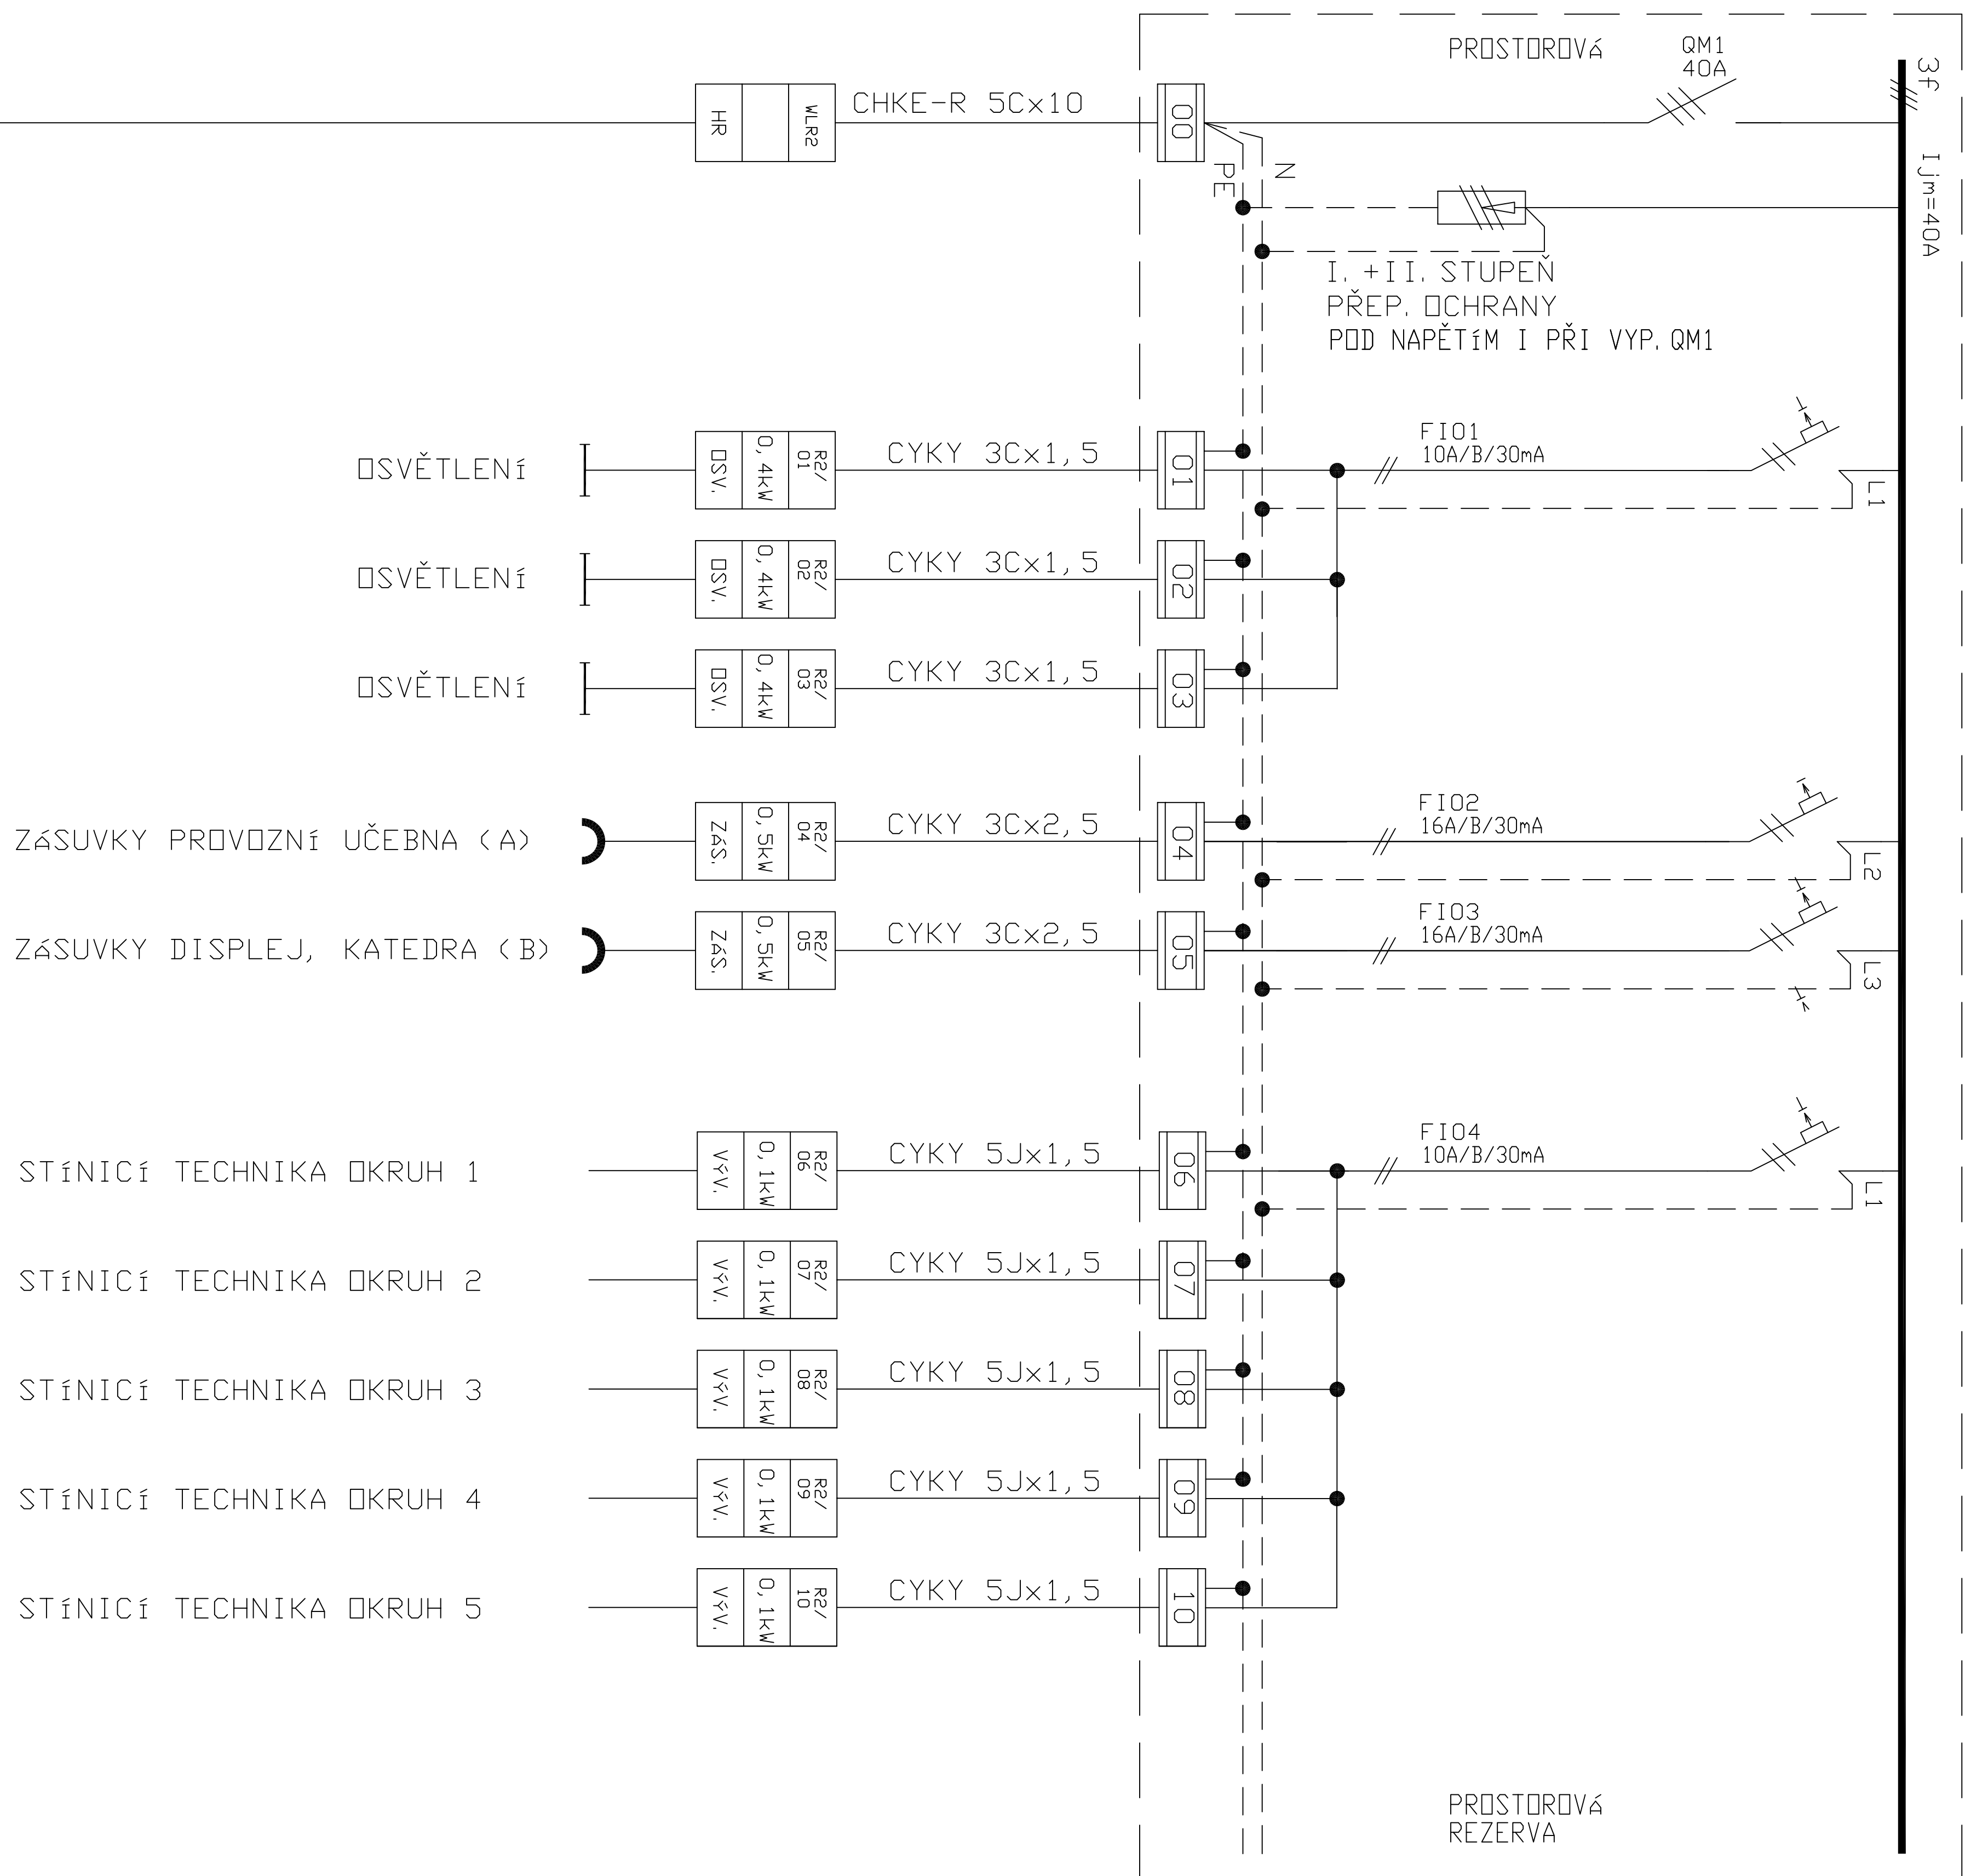 PROSTOROVá
QM1
40A
3f Ijm=40A
HR
WLR2
CHKE-R 5Cx10
00
N
PE
I. +II. STUPEŇ
PŘEP. OCHRANY
POD NAPĚTíM I PŘI VYP. QM1
OSVĚTLENí
OSV.
0,4kW
R2/
01
CYKY 3Cx1,5
01
FI01
10A/B/30mA
L1
OSVĚTLENí
OSV.
0,4kW
R2/
02
CYKY 3Cx1,5
02
OSVĚTLENí
OSV.
0,4kW
R2/
03
CYKY 3Cx1,5
03
ZáSUVKY PROVOZNí UČEBNA (A)
ZáS.
0,5kW
R2/
04
CYKY 3Cx2,5
04
FI02
16A/B/30mA
L2
ZáSUVKY DISPLEJ, KATEDRA (B)
ZáS.
0,5kW
R2/
05
CYKY 3Cx2,5
05
FI03
16A/B/30mA
L3
STíNICí TECHNIKA OKRUH 1
VýV.
0,1kW
R2/
06
CYKY 5Jx1,5
06
FI04
10A/B/30mA
L1
STíNICí TECHNIKA OKRUH 2
VýV.
0,1kW
R2/
07
CYKY 5Jx1,5
07
STíNICí TECHNIKA OKRUH 3
VýV.
0,1kW
R2/
08
CYKY 5Jx1,5
08
STíNICí TECHNIKA OKRUH 4
VýV.
0,1kW
R2/
09
CYKY 5Jx1,5
09
STíNICí TECHNIKA OKRUH 5
VýV.
0,1kW
R2/
10
CYKY 5Jx1,5
10
PROSTOROVá
REZERVA